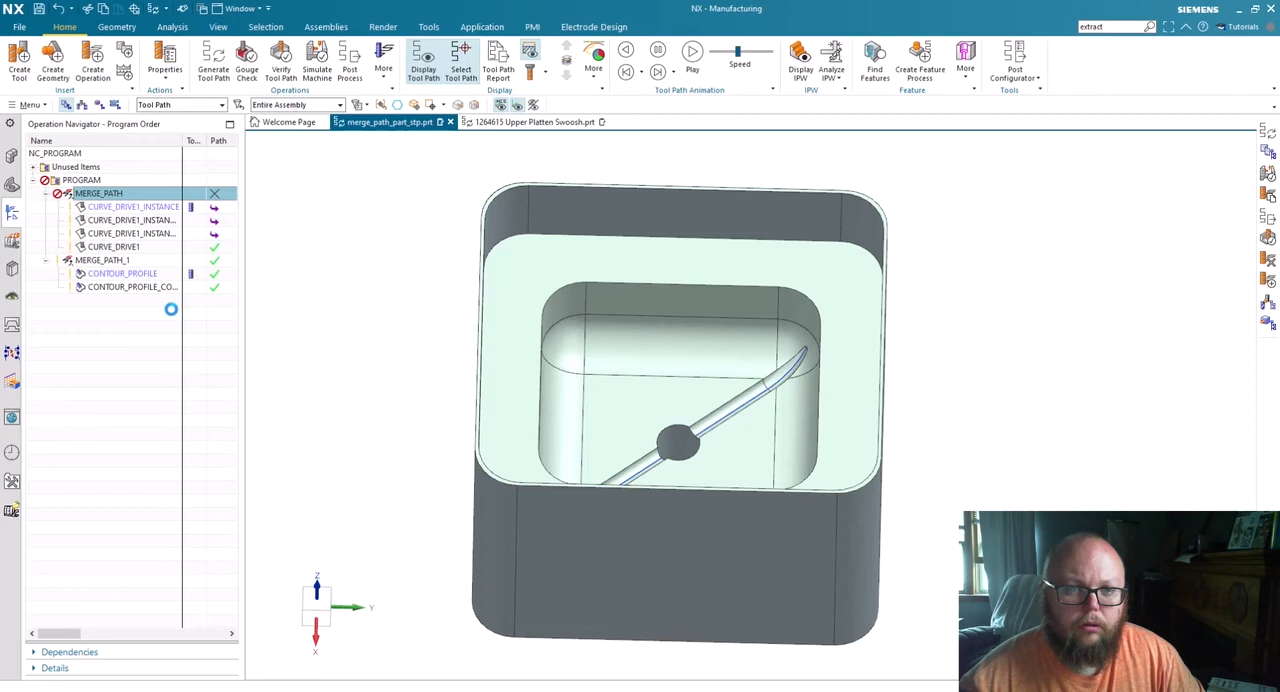 NX
Window
NX - Manufacturing
SIEMENS
File Home Geometry Analysis View Selection Assemblies Render Tools Application PMI Electrode Design
extract
Tutorials
Create Tool
Create Geometry
Create Operation
Properties
Generate Tool Path
Gouge Check
Verify Tool Path
Simulate Machine
Post Process
More
Display Tool Path
Select Tool Path
Tool Path Report
More
Play
Speed
Display IPW
Analyze IPW
Find Features
Create Feature Process
More
Post Configurator
Insert Actions Operations Display Tool Path Animation IPW Feature Tools
Menu
Tool Path
Entire Assembly
Operation Navigator - Program Order
Welcome Page
merge_path_part_stp.prt
1264615 Upper Platten Swoosh.prt
Name To... Path
NC_PROGRAM
Unused Items
PROGRAM
MERGE_PATH
CURVE_DRIVE1_INSTANCE
CURVE_DRIVE1_INSTAN...
CURVE_DRIVE1_INSTAN...
CURVE_DRIVE1
MERGE_PATH_1
CONTOUR_PROFILE
CONTOUR_PROFILE_CO...
Z
Y
X
Dependencies
Details